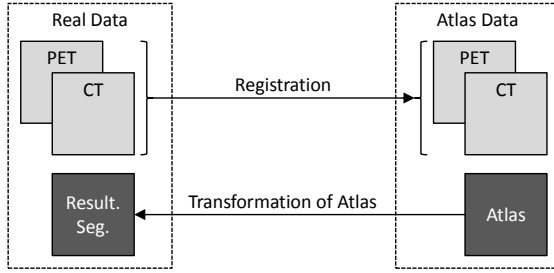 Real Data
Atlas Data
PET
CT
Registration
PET
CT
Result.
Seg.
Transformation of Atlas
Atlas